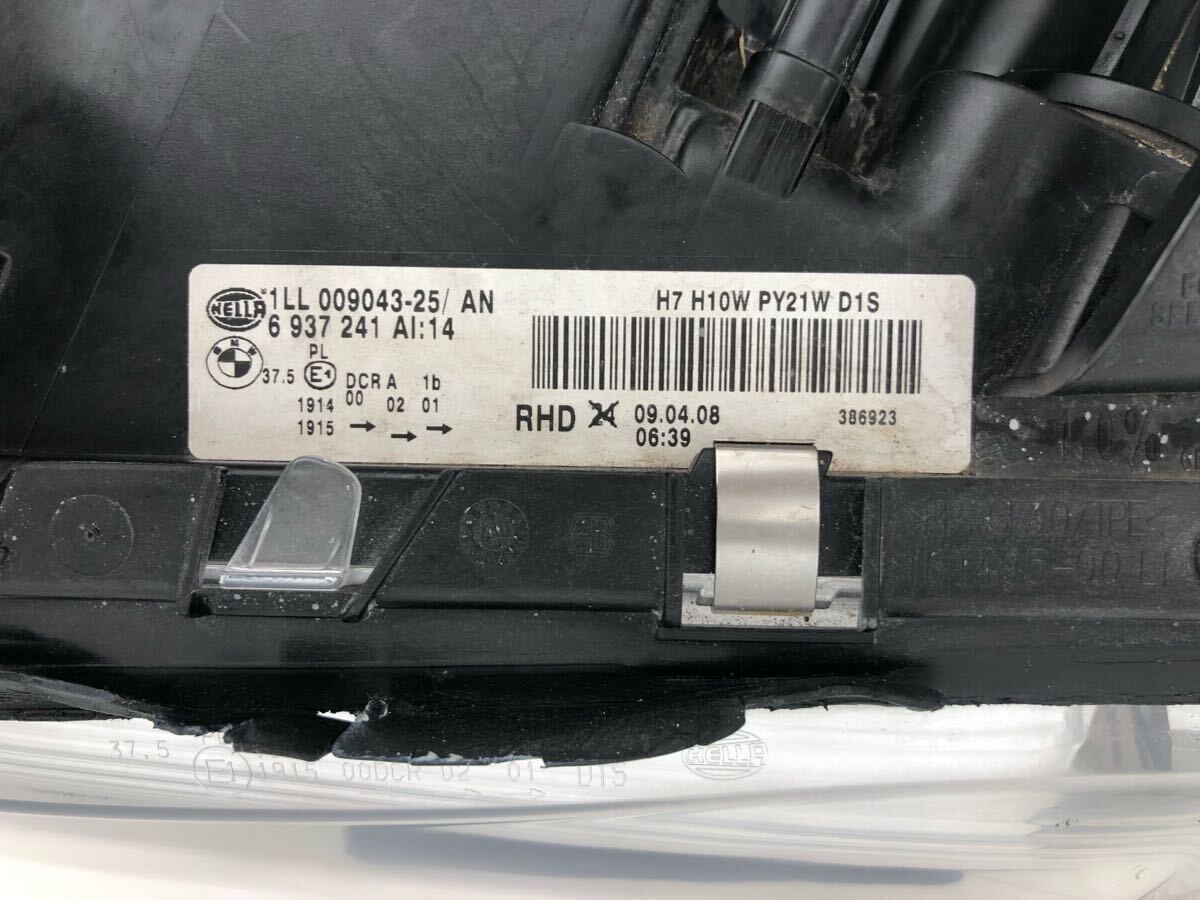 HELLA 1LL 009043-25/ AN
6 937 241 AI:14
H7 H10W PY21W D1S
BMW
PL
37.5 E1 DCR A 1b
00 02 01
1914
1915 → → →
RHD 24 09.04.08
06:39
386923
37.5
E1 1915 00DCR 02 01 D1S
HELLA